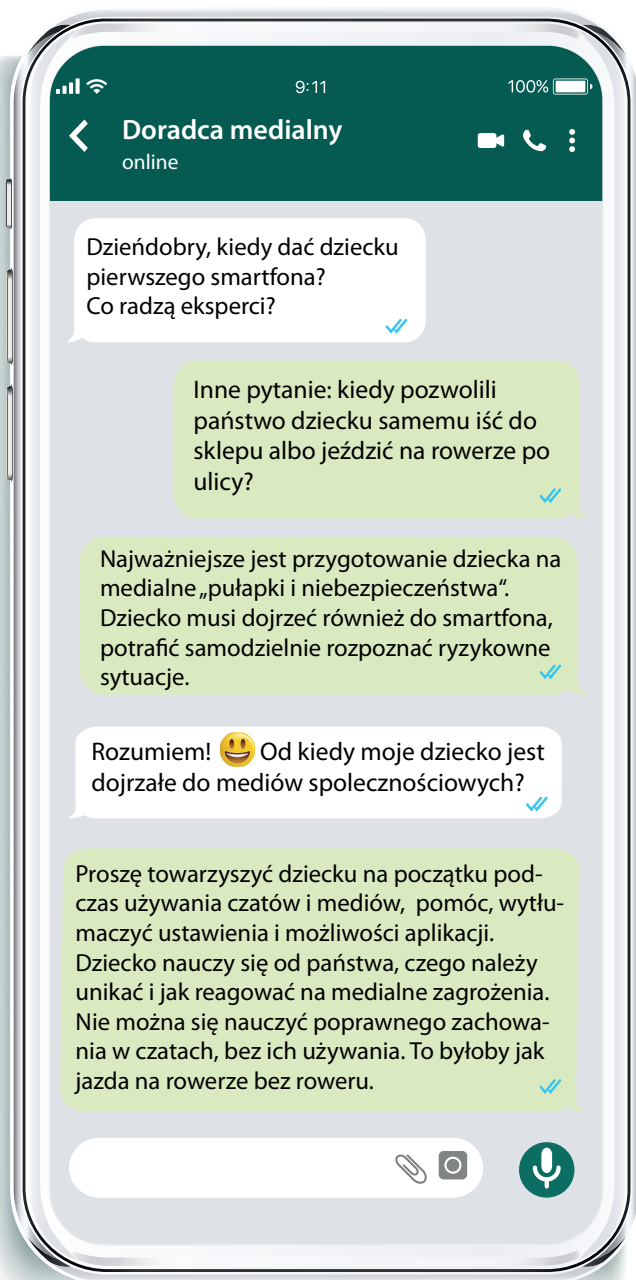 9:11
100%
Doradca medialny
online
Dzieńdobry, kiedy dać dziecku
pierwszego smartfona?
Co radzą eksperci?
Inne pytanie: kiedy pozwolili
państwo dziecku samemu iść do
sklepu albo jeździć na rowerze po
ulicy?
Najważniejsze jest przygotowanie dziecka na
medialne „pułapki i niebezpieczeństwa“.
Dziecko musi dojrzeć również do smartfona,
potrafić samodzielnie rozpoznać ryzykowne
sytuacje.
Rozumiem! 😃 Od kiedy moje dziecko jest
dojrzałe do mediów spolecznościowych?
Proszę towarzyszyć dziecku na początku pod-
czas używania czatów i mediów, pomóc, wytłu-
maczyć ustawienia i możliwości aplikacji.
Dziecko nauczy się od państwa, czego należy
unikać i jak reagować na medialne zagrożenia.
Nie można się nauczyć poprawnego zachowa-
nia w czatach, bez ich używania. To byłoby jak
jazda na rowerze bez roweru.